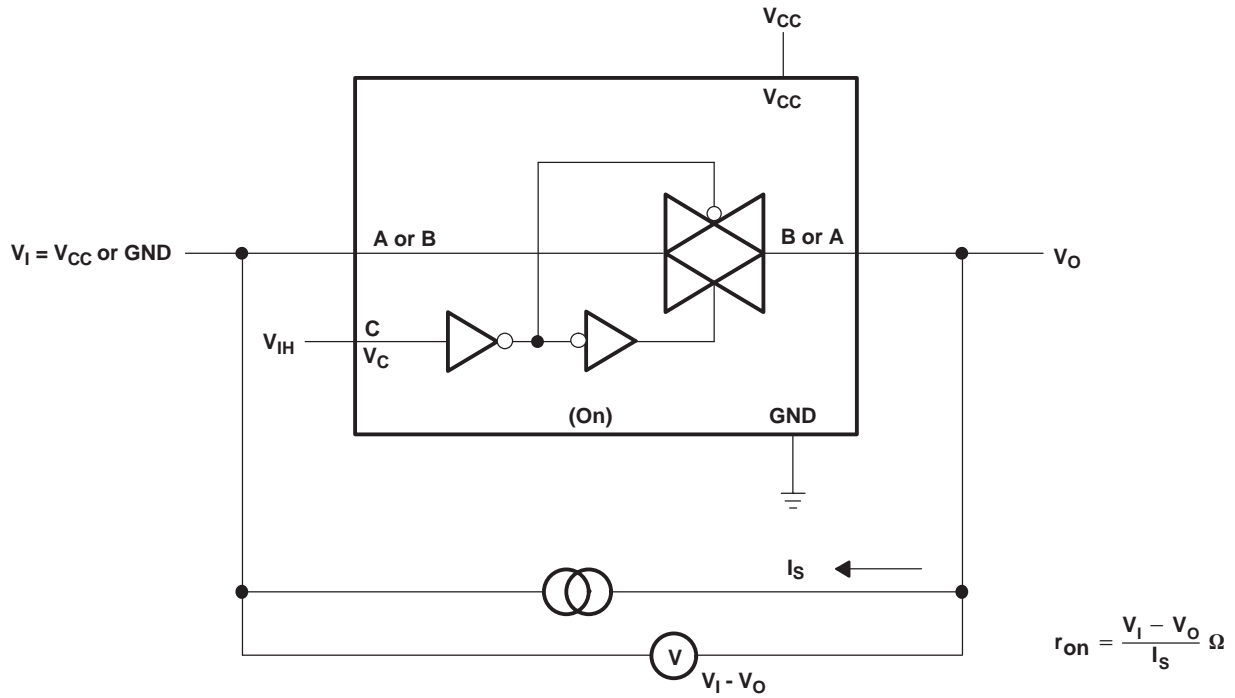 VCC
VCC
A or B
B or A
VI = VCC or GND
VO
C
VIH
VC
(On)
GND
IS
V
VI - VO
ron = VI − VO / IS Ω